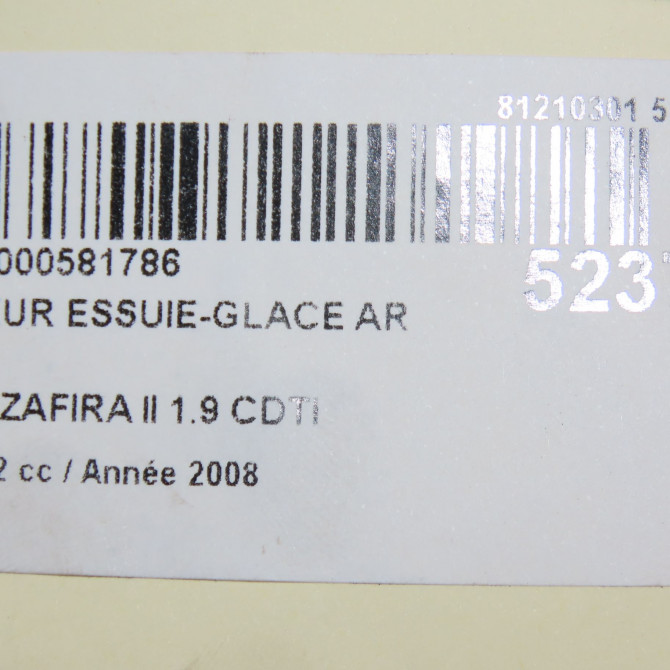 81210301 5
000581786
523
UR ESSUIE-GLACE AR
ZAFIRA II 1.9 CDTI
2 cc / Année 2008